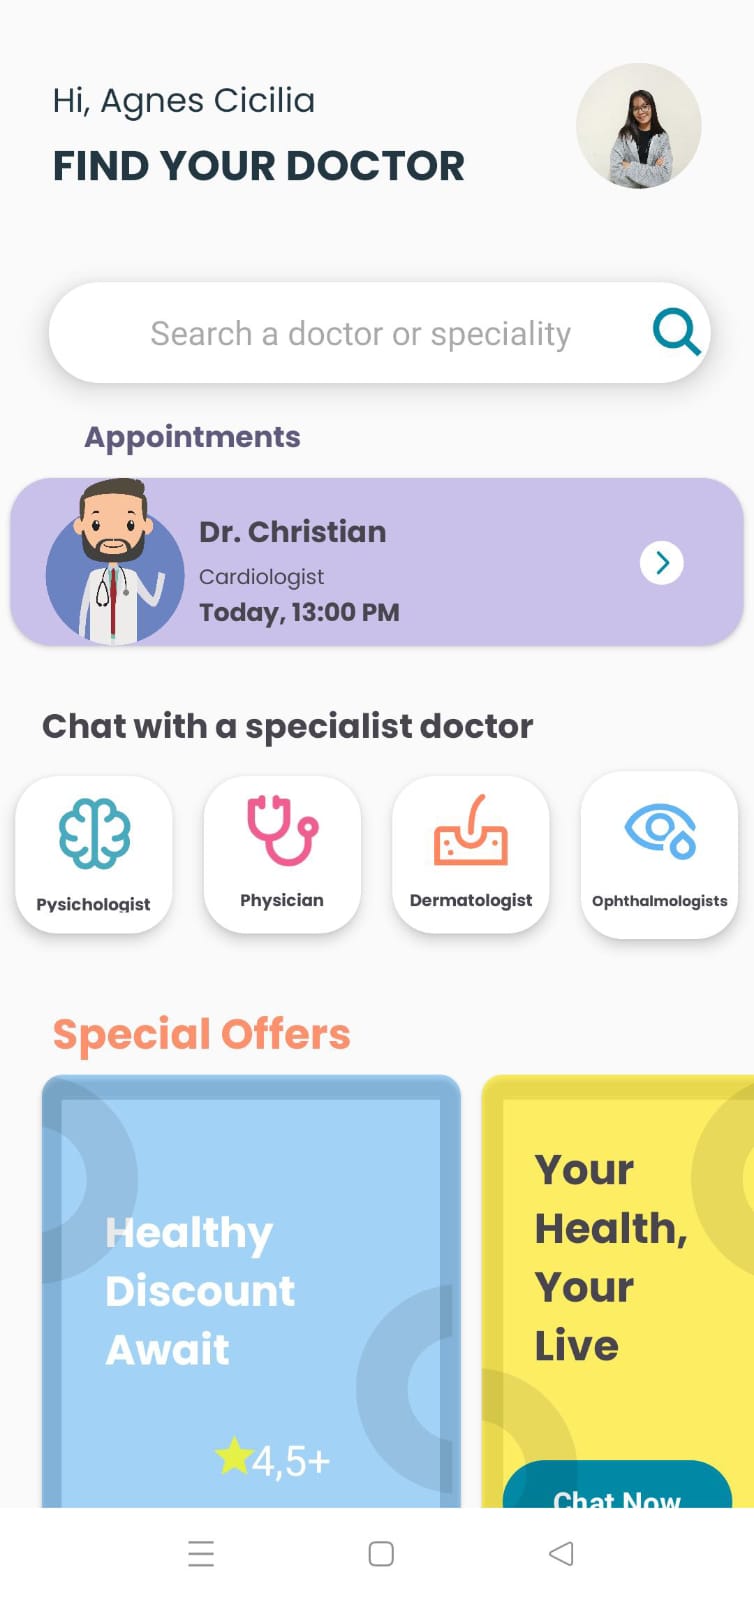 Hi, Agnes Cicilia
FIND YOUR DOCTOR
Search a doctor or speciality
Appointments
Dr. Christian
Cardiologist
Today, 13:00 PM
Chat with a specialist doctor
Pysichologist
Physician
Dermatologist
Ophthalmologists
Special Offers
Healthy
Discount
Await
4,5+
Your
Health,
Your
Live
Chat Now